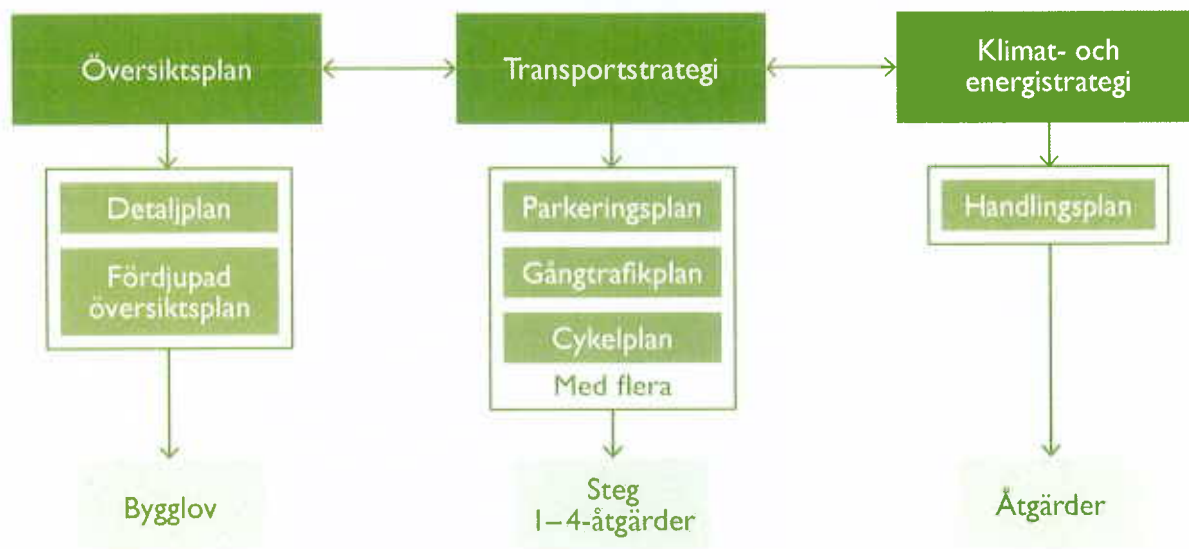 Översiktsplan
Transportstrategi
Klimat- och
energistrategi
Detaljplan
Fördjupad
översiktsplan
Parkeringsplan
Gångtrafikplan
Cykelplan
Med flera
Handlingsplan
Bygglov
Steg
1–4-åtgärder
Åtgärder